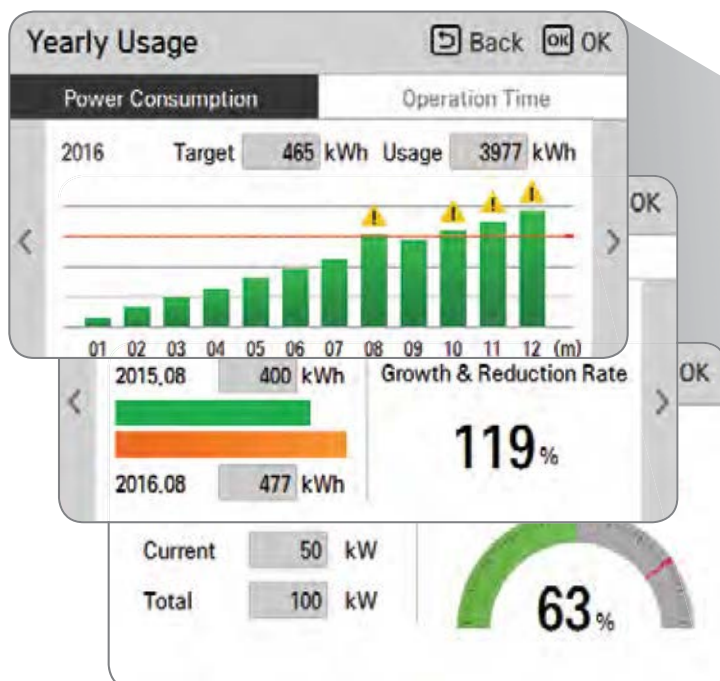 Yearly Usage Back OK OK
Power Consumption Operation Time
2016 Target 465 kWh Usage 3977 kWh
OK
01 02 03 04 05 06 07 08 09 10 11 12 (m)
2015.08 400 kWh Growth & Reduction Rate
OK
119%
2016.08 477 kWh
Current 50 kW
Total 100 kW
63%